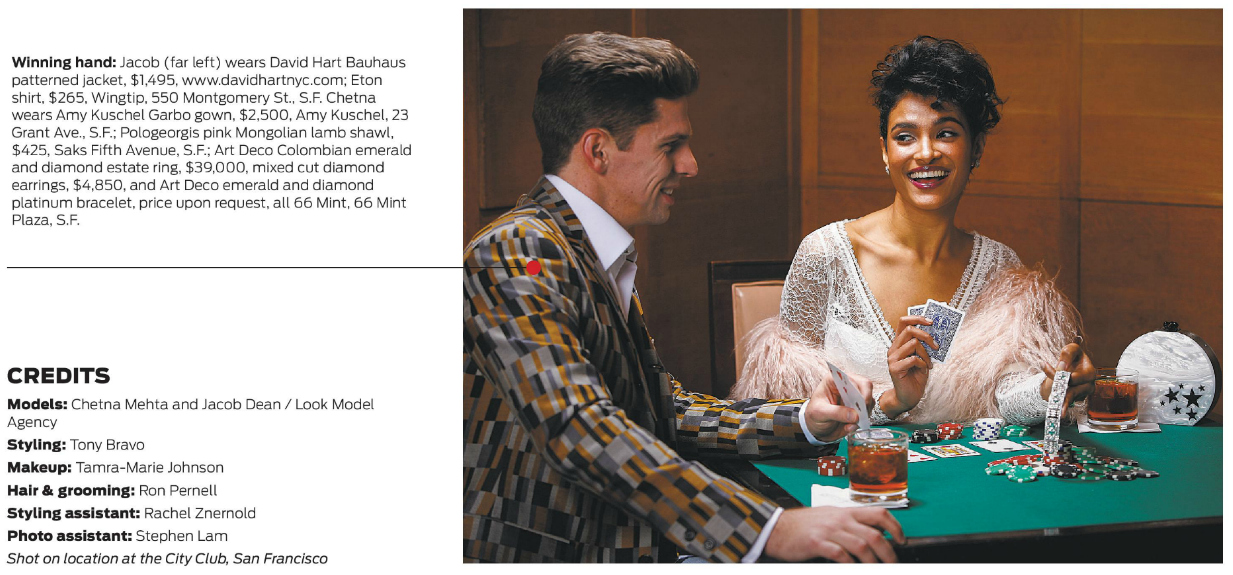 Winning hand: Jacob (far left) wears David Hart Bauhaus
patterned jacket, $1,495, www.davidhartnyc.com; Eton
shirt, $265, Wingtip, 550 Montgomery St., S.F. Chetna
wears Amy Kuschel Garbo gown, $2,500, Amy Kuschel, 23
Grant Ave., S.F.; Pologeorgis pink Mongolian lamb shawl,
$425, Saks Fifth Avenue, S.F.; Art Deco Colombian emerald
and diamond estate ring, $39,000, mixed cut diamond
earrings, $4,850, and Art Deco emerald and diamond
platinum bracelet, price upon request, all 66 Mint, 66 Mint
Plaza, S.F.
CREDITS
Models: Chetna Mehta and Jacob Dean / Look Model
Agency
Styling: Tony Bravo
Makeup: Tamra-Marie Johnson
Hair & grooming: Ron Pernell
Styling assistant: Rachel Znernold
Photo assistant: Stephen Lam
Shot on location at the City Club, San Francisco